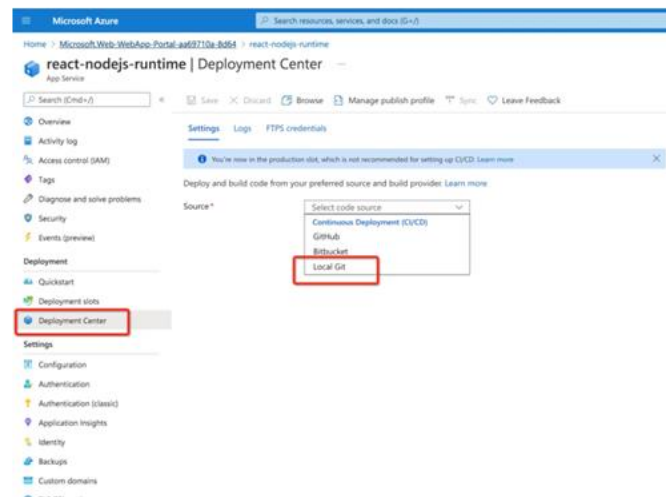 Microsoft Azure
Search resources, services, and docs (G+/)
Home > Microsoft.Web-WebApp-Portal-aa69710a-8d64 > react-nodejs-runtime
react-nodejs-runtime | Deployment Center
App Service
Search (Cmd+/)
Save Discard Browse Manage publish profile Sync Leave Feedback
Overview
Activity log
Access control (IAM)
Tags
Diagnose and solve problems
Security
Events (preview)
Deployment
Quickstart
Deployment slots
Deployment Center
Settings
Configuration
Authentication
Authentication (classic)
Application Insights
Identity
Backups
Custom domains
Settings Logs FTPS credentials
You're now in the production slot, which is not recommended for setting up CI/CD. Learn more
Deploy and build code from your preferred source and build provider. Learn more
Source*
Select code source
Continuous Deployment (CI/CD)
GitHub
Bitbucket
Local Git